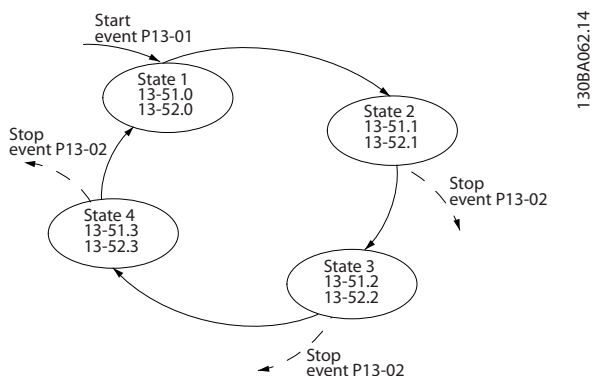 Start
event P13-01
130BA062.14
State 1
13-51.0
13-52.0
State 2
13-51.1
13-52.1
Stop
event P13-02
Stop
event P13-02
State 4
13-51.3
13-52.3
State 3
13-51.2
13-52.2
Stop
event P13-02